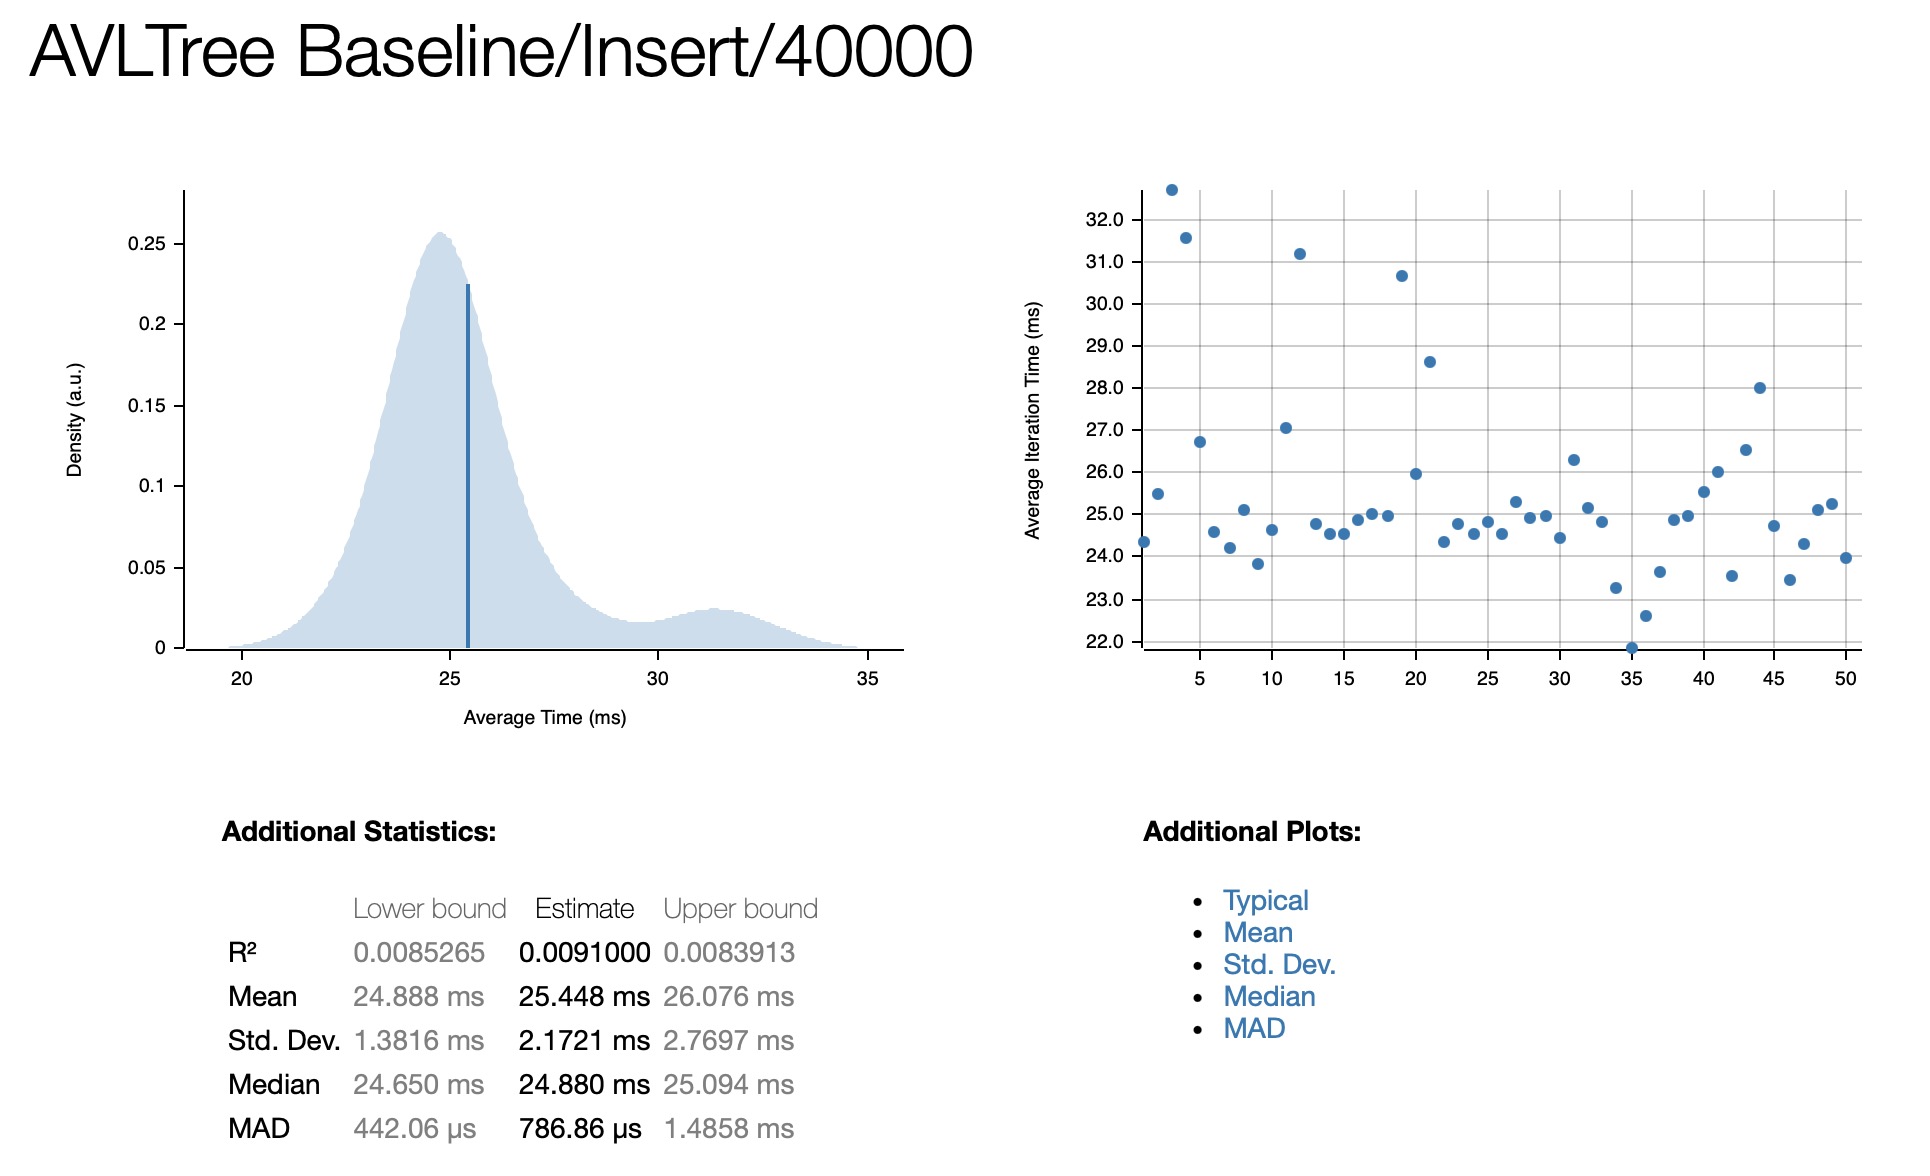 AVLTree Baseline/Insert/40000
0.25
0.2
0.15
0.1
0.05
0
Density (a.u.)
20 25 30 35
Average Time (ms)
32.0
31.0
30.0
29.0
28.0
27.0
26.0
25.0
24.0
23.0
22.0
Average Iteration Time (ms)
5 10 15 20 25 30 35 40 45 50
Additional Statistics:
Lower bound Estimate Upper bound
R² 0.0085265 0.0091000 0.0083913
Mean 24.888 ms 25.448 ms 26.076 ms
Std. Dev. 1.3816 ms 2.1721 ms 2.7697 ms
Median 24.650 ms 24.880 ms 25.094 ms
MAD 442.06 µs 786.86 µs 1.4858 ms
Additional Plots:
• Typical
• Mean
• Std. Dev.
• Median
• MAD